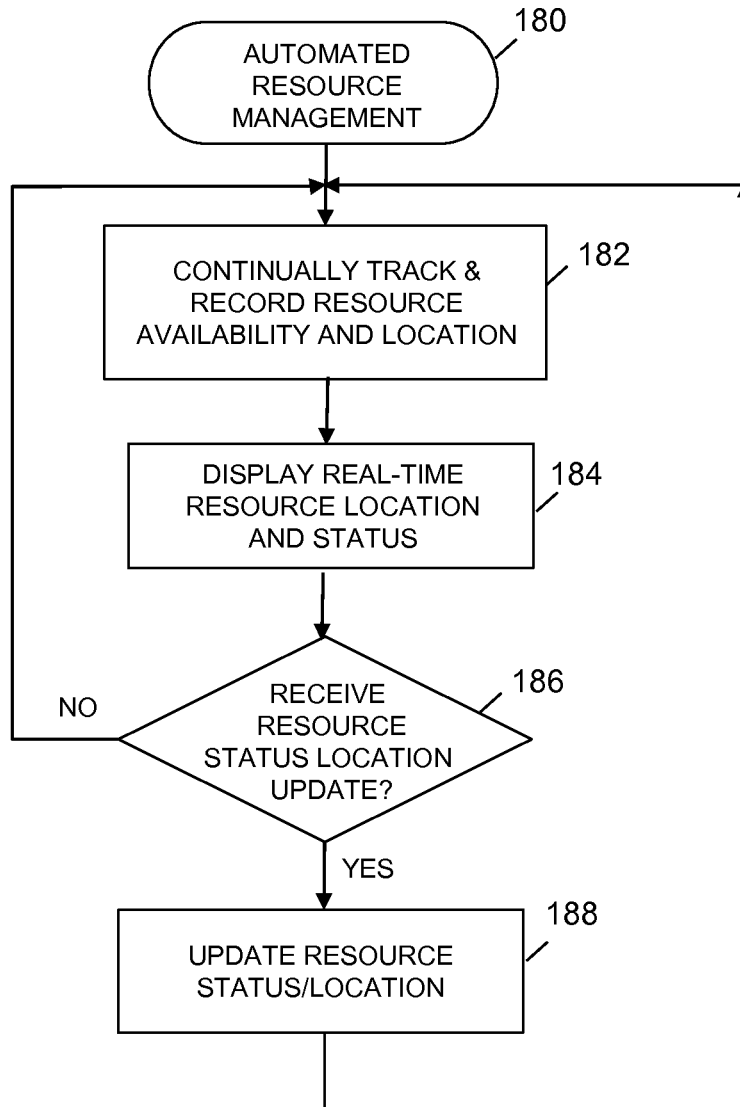 180
AUTOMATED
RESOURCE
MANAGEMENT
182
CONTINUALLY TRACK &
RECORD RESOURCE
AVAILABILITY AND LOCATION
184
DISPLAY REAL-TIME
RESOURCE LOCATION
AND STATUS
186
NO
RECEIVE
RESOURCE
STATUS LOCATION
UPDATE?
YES
188
UPDATE RESOURCE
STATUS/LOCATION